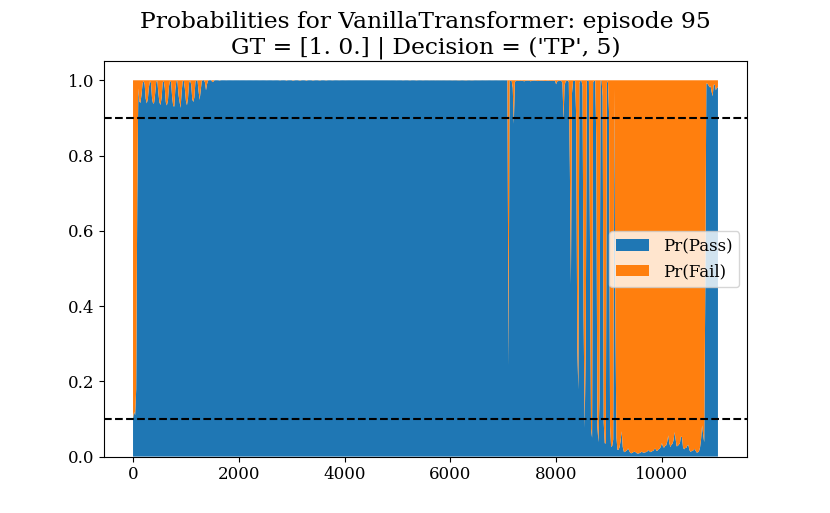 Probabilities for VanillaTransformer: episode 95
GT = [1. 0.] | Decision = ('TP', 5)
1.0
0.8
0.6
0.4
0.2
0.0
Pr(Pass)
Pr(Fail)
0 2000 4000 6000 8000 10000